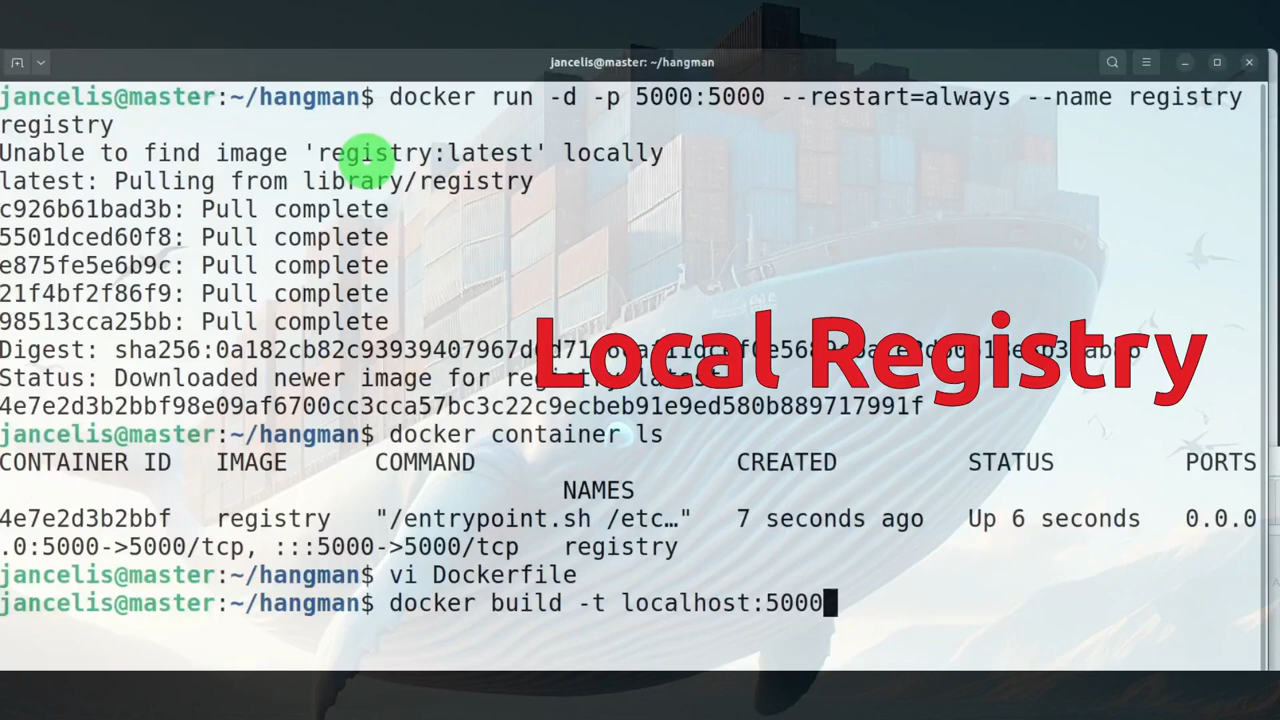 jancelis@master: ~/hangman
jancelis@master:~/hangman$ docker run -d -p 5000:5000 --restart=always --name registry
registry
Unable to find image 'registry:latest' locally
latest: Pulling from library/registry
c926b61bad3b: Pull complete
5501dced60f8: Pull complete
e875fe5e6b9c: Pull complete
21f4bf2f86f9: Pull complete
98513cca25bb: Pull complete
Digest:
Status: Downloaded newer image for
Local Registry
4e7e2d3b2bbf98e09af6700cc3cca57bc3c22c9ecbeb91e9ed580b889717991f
jancelis@master:~/hangman$ docker container ls
CONTAINER ID IMAGE COMMAND CREATED STATUS PORTS
NAMES
4e7e2d3b2bbf registry "/entrypoint.sh /etc…" 7 seconds ago Up 6 seconds 0.0.0
.0:5000->5000/tcp, :::5000->5000/tcp registry
jancelis@master:~/hangman$ vi Dockerfile
jancelis@master:~/hangman$ docker build -t localhost:5000